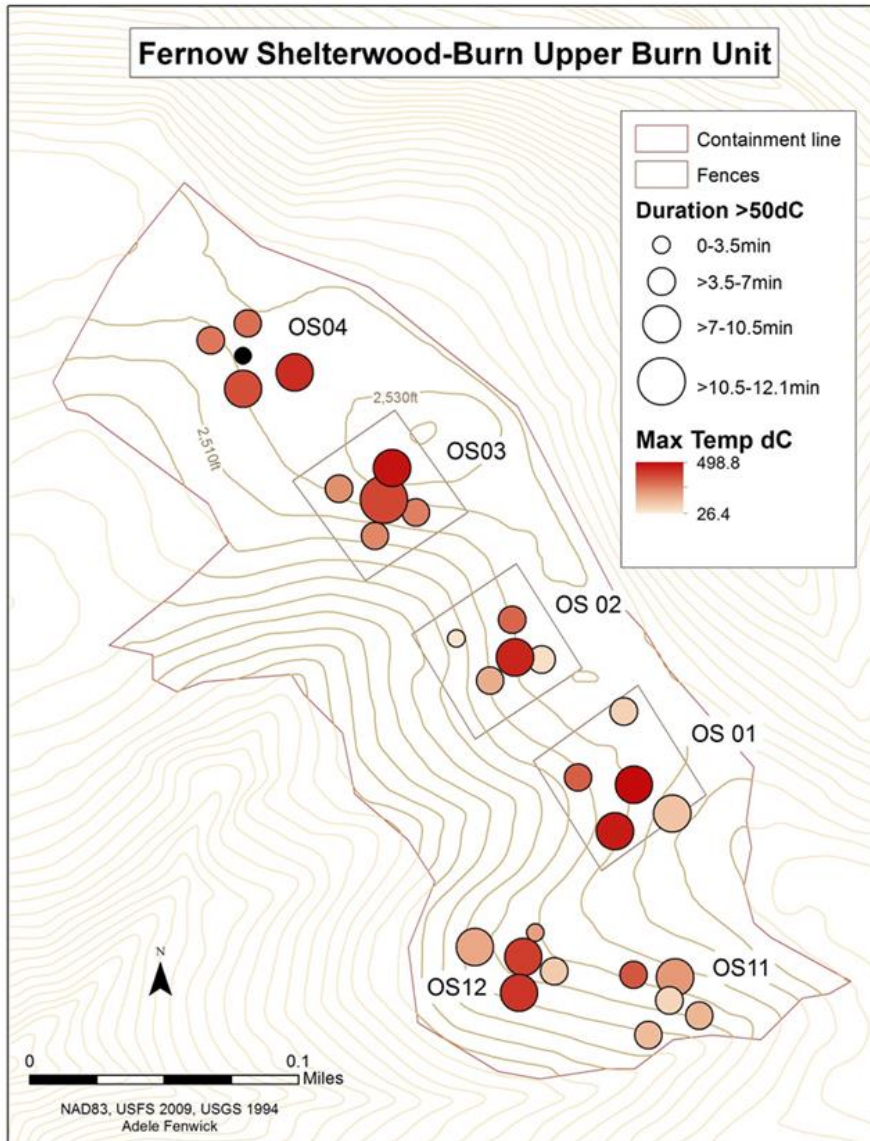 Fernow Shelterwood-Burn Upper Burn Unit
Containment line
Fences
Duration >50dC
0-3.5min
>3.5-7min
>7-10.5min
>10.5-12.1min
Max Temp dC
498.8
26.4
OS04
2,530ft
2,510ft
OS03
OS 02
OS 01
OS12
OS11
N
0
0.1
Miles
NAD83, USFS 2009, USGS 1994
Adele Fenwick